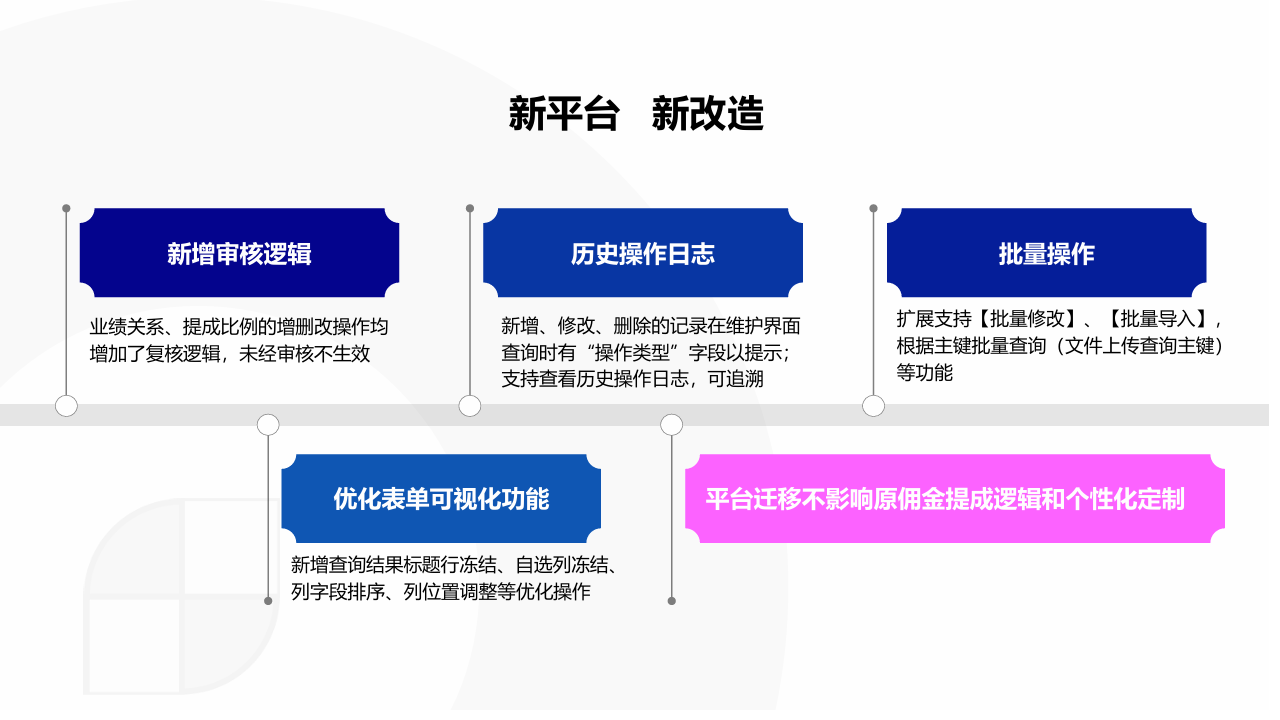 新平台 新改造
新增审核逻辑
业绩关系、提成比例的增删改操作均
增加了复核逻辑，未经审核不生效
历史操作日志
新增、修改、删除的记录在维护界面
查询时有“操作类型”字段以提示；
支持查看历史操作日志，可追溯
批量操作
扩展支持【批量修改】、【批量导入】，
根据主键批量查询（文件上传查询主键）
等功能
优化表单可视化功能
新增查询结果标题行冻结、自选列冻结、
列字段排序、列位置调整等优化操作
平台迁移不影响原佣金提成逻辑和个性化定制